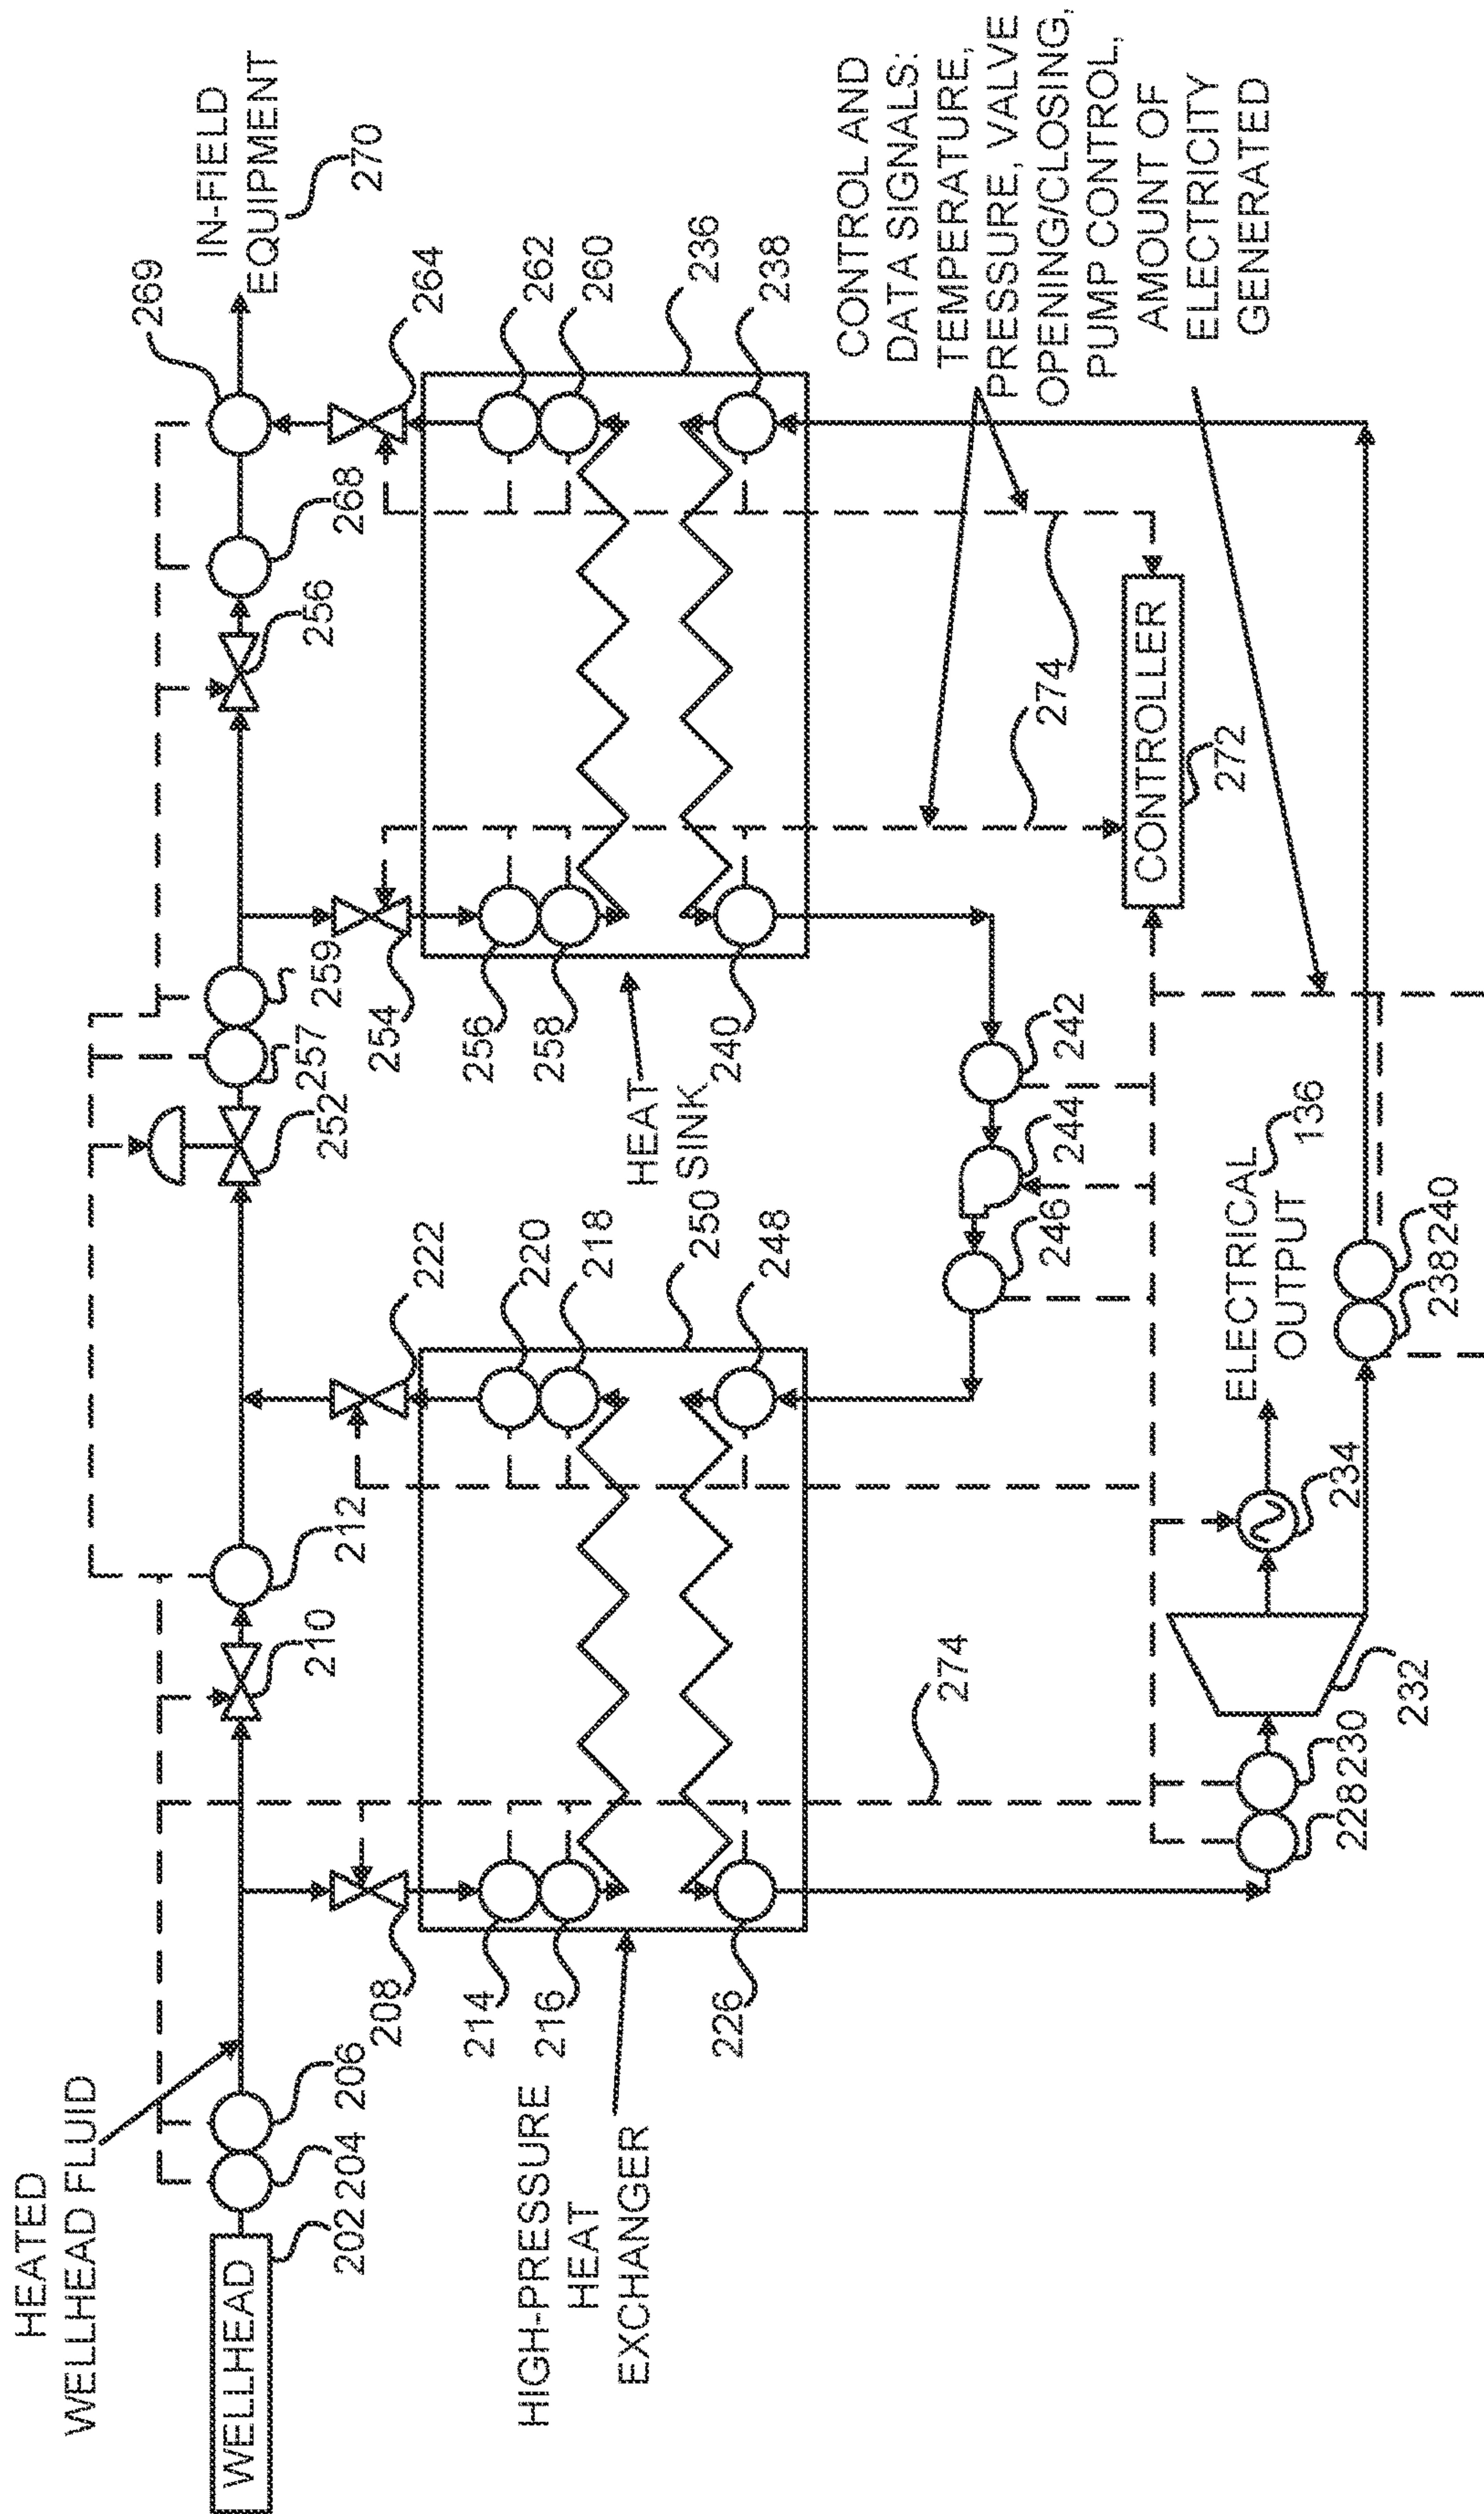 HEATED
WELLHEAD FLUID
WELLHEAD
202
204
206
208
210
212
222
252
257
259
254
256
268
269
264
IN-FIELD
EQUIPMENT
270
HIGH-PRESSURE
HEAT
EXCHANGER
214
216
226
220
218
250
248
HEAT
SINK
256
258
240
262
260
236
238
242
244
246
274
274
274
CONTROLLER
272
CONTROL AND
DATA SIGNALS:
TEMPERATURE,
PRESSURE, VALVE
OPENING/CLOSING,
PUMP CONTROL,
AMOUNT OF
ELECTRICITY
GENERATED
228
230
232
234
ELECTRICAL
OUTPUT
136
238
240